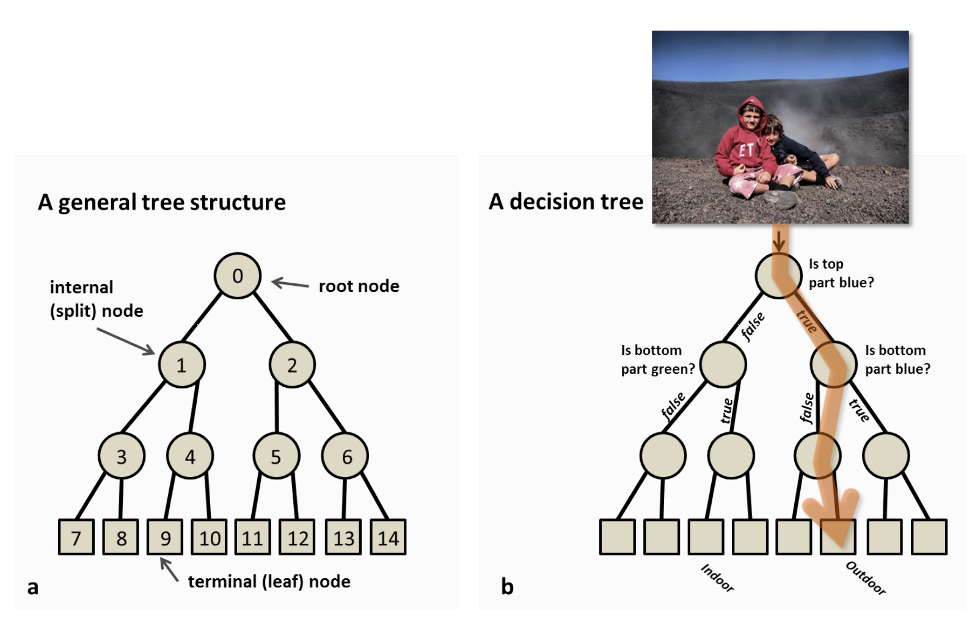 A general tree structure
0
root node
internal
(split) node
1
2
3
4
5
6
7 8 9 10 11 12 13 14
terminal (leaf) node
a
A decision tree
ET
Is top
part blue?
false
true
Is bottom
part green?
Is bottom
part blue?
false
true
false
true
Indoor
Outdoor
b